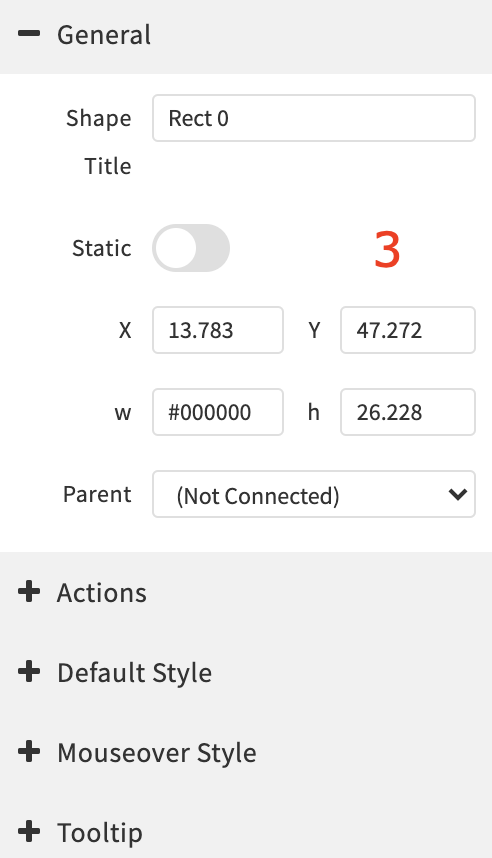 General
Shape Title
Rect 0
Static
3
X 13.783 Y 47.272
w #000000 h 26.228
Parent (Not Connected)
Actions
Default Style
Mouseover Style
Tooltip